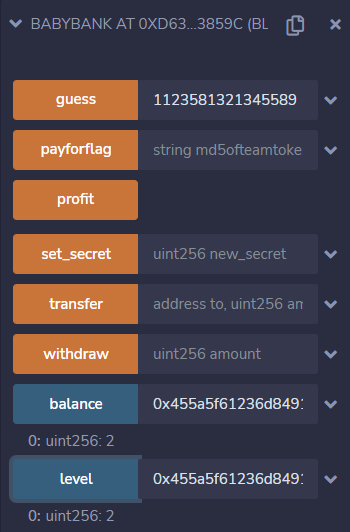 BABYBANK AT 0XD63...3859C (BL
guess 1123581321345589
payforflag string md5ofteamtoke
profit
set_secret uint256 new_secret
transfer address to, uint256 am
withdraw uint256 amount
balance 0x455a5f61236d8491
0: uint256: 2
level 0x455a5f61236d8491
0: uint256: 2